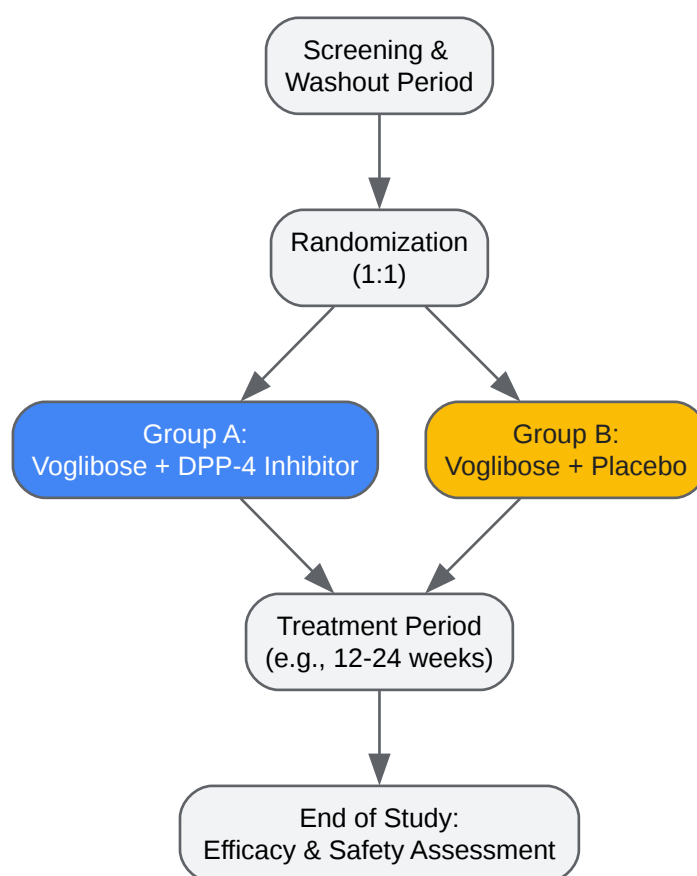 Screening &
Washout Period
Randomization
(1:1)
Group A:
Voglibose + DPP-4 Inhibitor
Group B:
Voglibose + Placebo
Treatment Period
(e.g., 12-24 weeks)
End of Study:
Efficacy & Safety Assessment